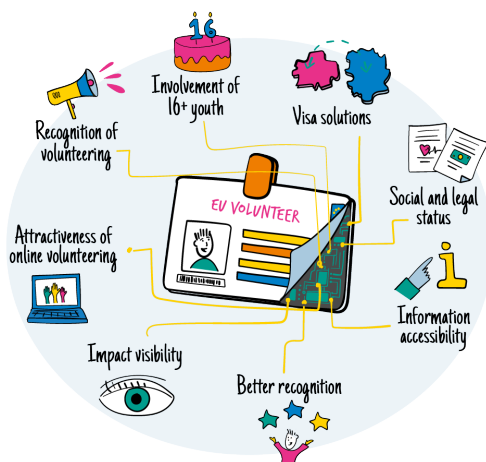 16
Involvement of
16+ youth
Visa solutions
Recognition of
volunteering
Social and legal
status
EU VOLUNTEER
Attractiveness of
online volunteering
i
Information
accessibility
Impact visibility
Better recognition